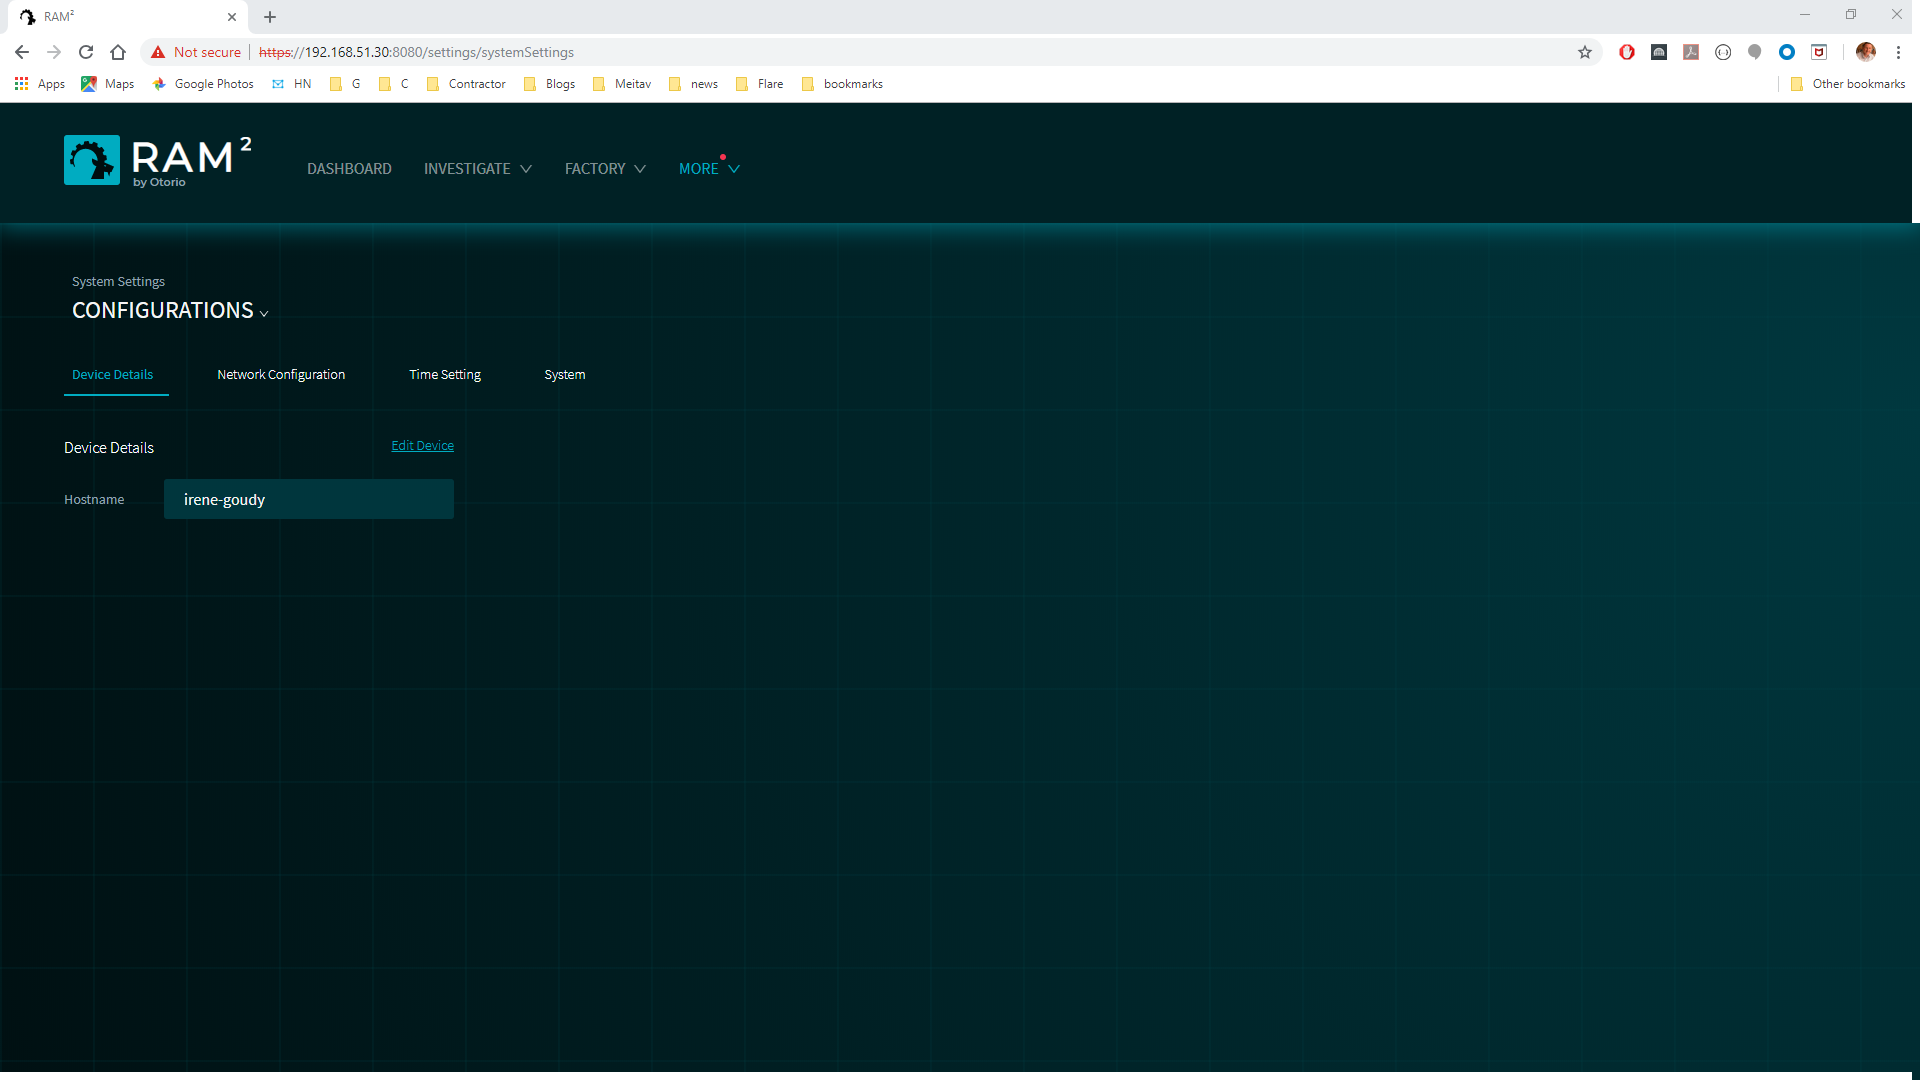 RAM²
Not secure https://192.168.51.30:8080/settings/systemSettings
Apps Maps Google Photos HN G C Contractor Blogs Meitav news Flare bookmarks Other bookmarks
RAM 2
by Otorio
DASHBOARD INVESTIGATE FACTORY MORE
System Settings
CONFIGURATIONS
Device Details Network Configuration Time Setting System
Device Details Edit Device
Hostname irene-goudy